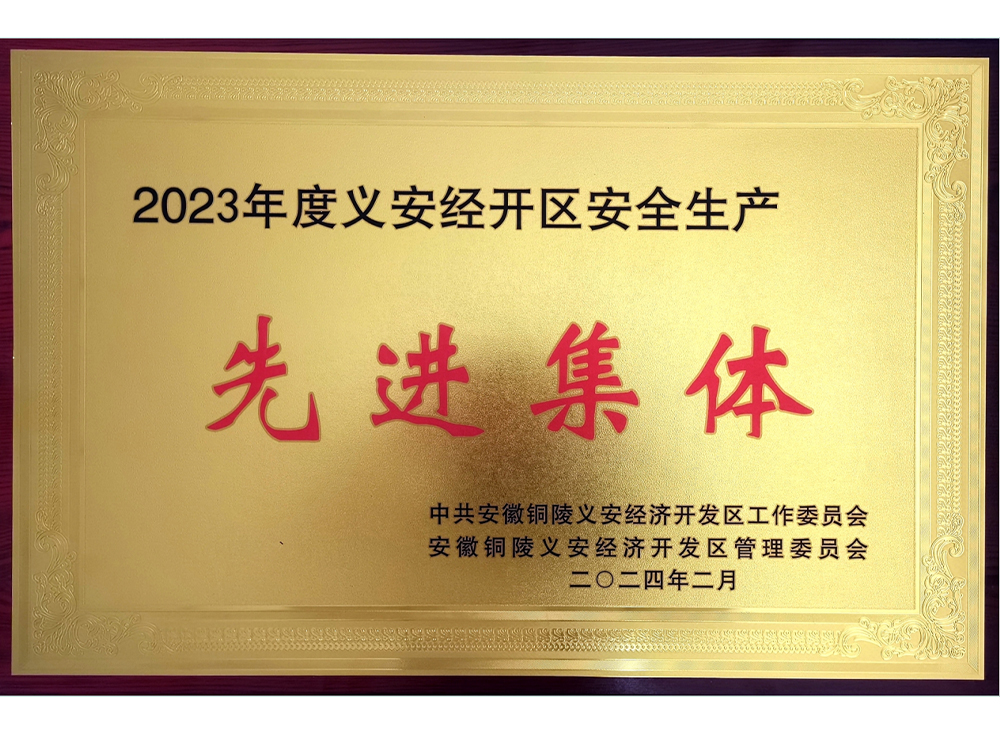 2023年度义安经开区安全生产
先进集体
中共安徽铜陵义安经济开发区工作委员会
安徽铜陵义安经济开发区管理委员会
二〇二四年二月